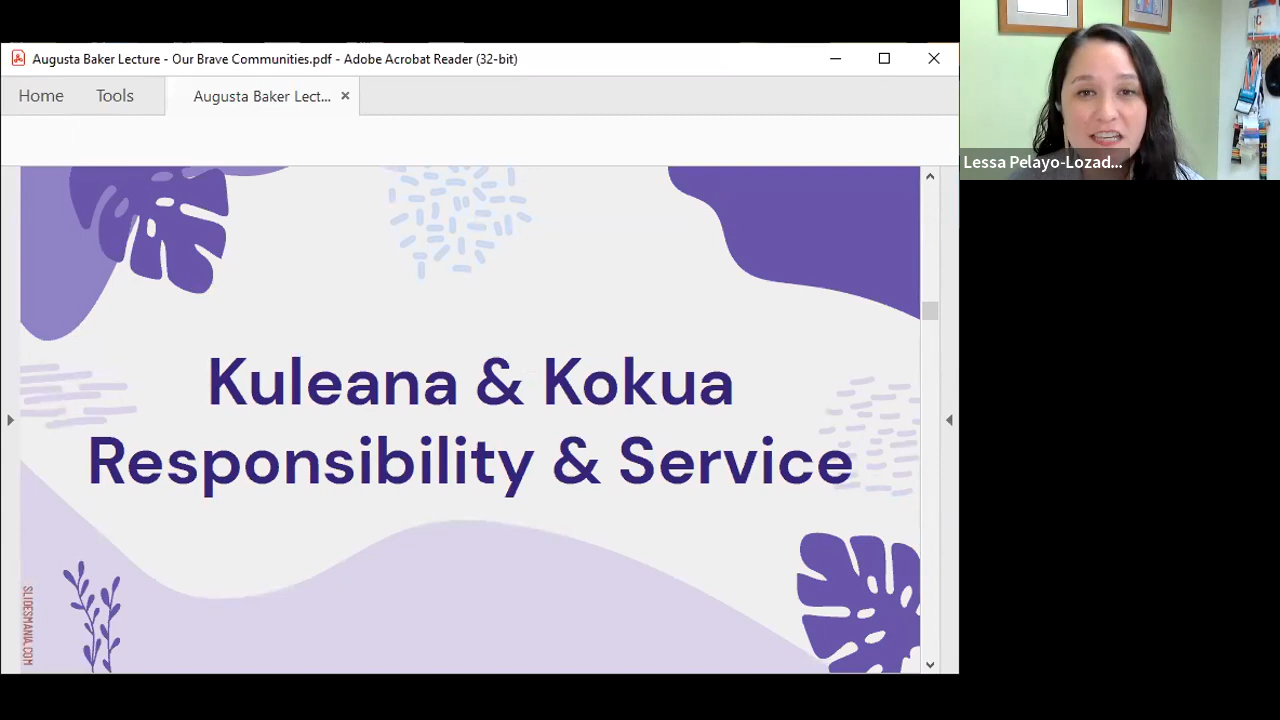 Augusta Baker Lecture - Our Brave Communities.pdf - Adobe Acrobat Reader (32-bit)
Home
Tools
Augusta Baker Lect...
Lessa Pelayo-Lozad...
Kuleana & Kokua
Responsibility & Service
SLIDESMANIA.COM